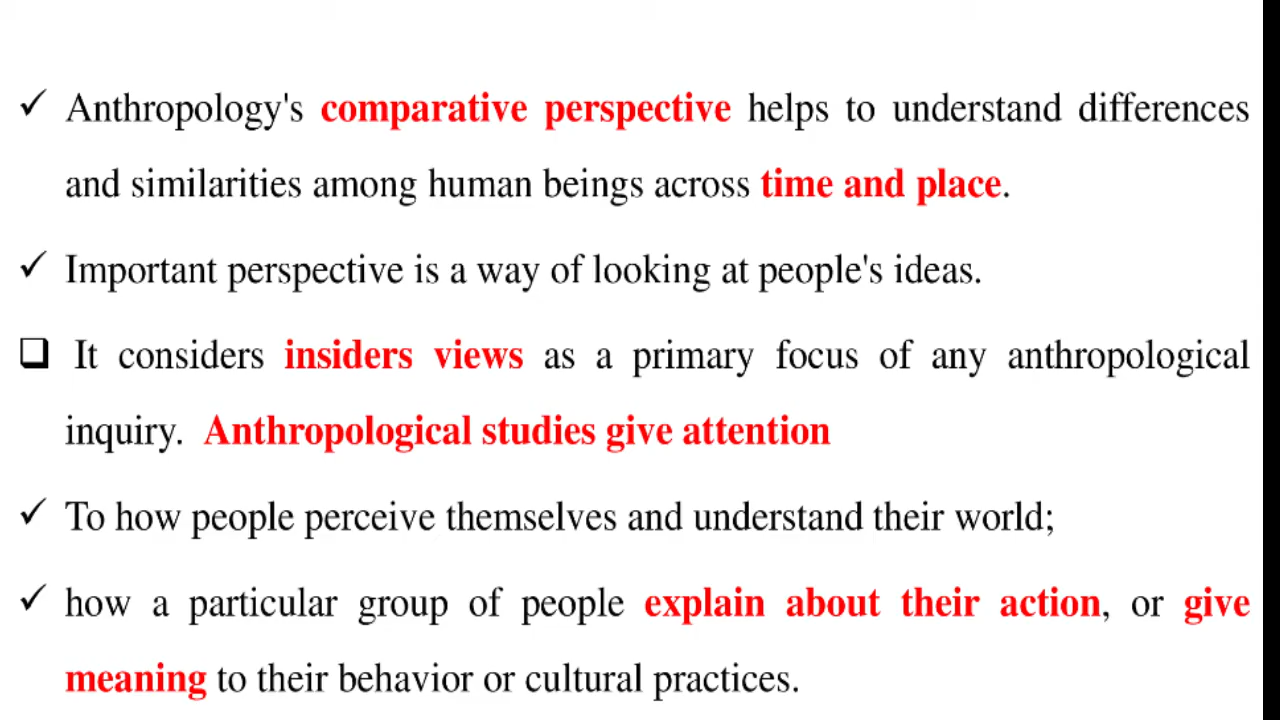 ✓ Anthropology's comparative perspective helps to understand differences
and similarities among human beings across time and place.
✓ Important perspective is a way of looking at people's ideas.
❑ It considers insiders views as a primary focus of any anthropological
inquiry. Anthropological studies give attention
✓ To how people perceive themselves and understand their world;
✓ how a particular group of people explain about their action, or give
meaning to their behavior or cultural practices.